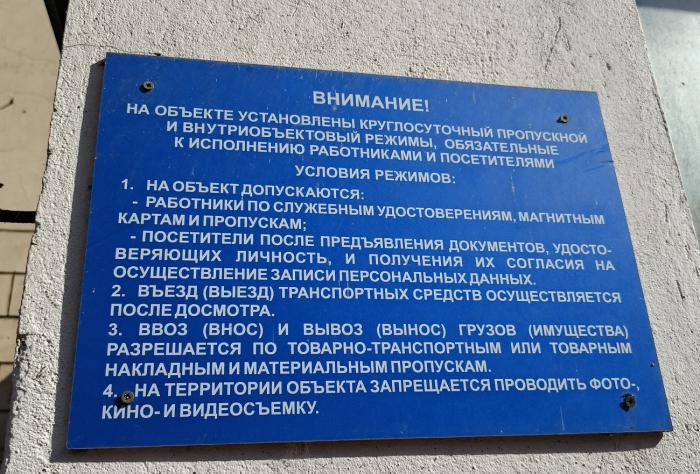 ВНИМАНИЕ!
НА ОБЪЕКТЕ УСТАНОВЛЕНЫ КРУГЛОСУТОЧНЫЙ ПРОПУСКНОЙ
И ВНУТРИОБЪЕКТОВЫЙ РЕЖИМЫ, ОБЯЗАТЕЛЬНЫЕ
К ИСПОЛНЕНИЮ РАБОТНИКАМИ И ПОСЕТИТЕЛЯМИ
УСЛОВИЯ РЕЖИМОВ:
1. НА ОБЪЕКТ ДОПУСКАЮТСЯ:
- РАБОТНИКИ ПО СЛУЖЕБНЫМ УДОСТОВЕРЕНИЯМ, МАГНИТНЫМ
КАРТАМ И ПРОПУСКАМ;
- ПОСЕТИТЕЛИ ПОСЛЕ ПРЕДЪЯВЛЕНИЯ ДОКУМЕНТОВ, УДОСТО-
ВЕРЯЮЩИХ ЛИЧНОСТЬ, И ПОЛУЧЕНИЯ ИХ СОГЛАСИЯ НА
ОСУЩЕСТВЛЕНИЕ ЗАПИСИ ПЕРСОНАЛЬНЫХ ДАННЫХ.
2. ВЪЕЗД (ВЫЕЗД) ТРАНСПОРТНЫХ СРЕДСТВ ОСУЩЕСТВЛЯЕТСЯ
ПОСЛЕ ДОСМОТРА.
3. ВВОЗ (ВНОС) И ВЫВОЗ (ВЫНОС) ГРУЗОВ (ИМУЩЕСТВА)
РАЗРЕШАЕТСЯ ПО ТОВАРНО-ТРАНСПОРТНЫМ ИЛИ ТОВАРНЫМ
НАКЛАДНЫМ И МАТЕРИАЛЬНЫМ ПРОПУСКАМ.
4. НА ТЕРРИТОРИИ ОБЪЕКТА ЗАПРЕЩАЕТСЯ ПРОВОДИТЬ ФОТО-,
КИНО- И ВИДЕОСЪЕМКУ.